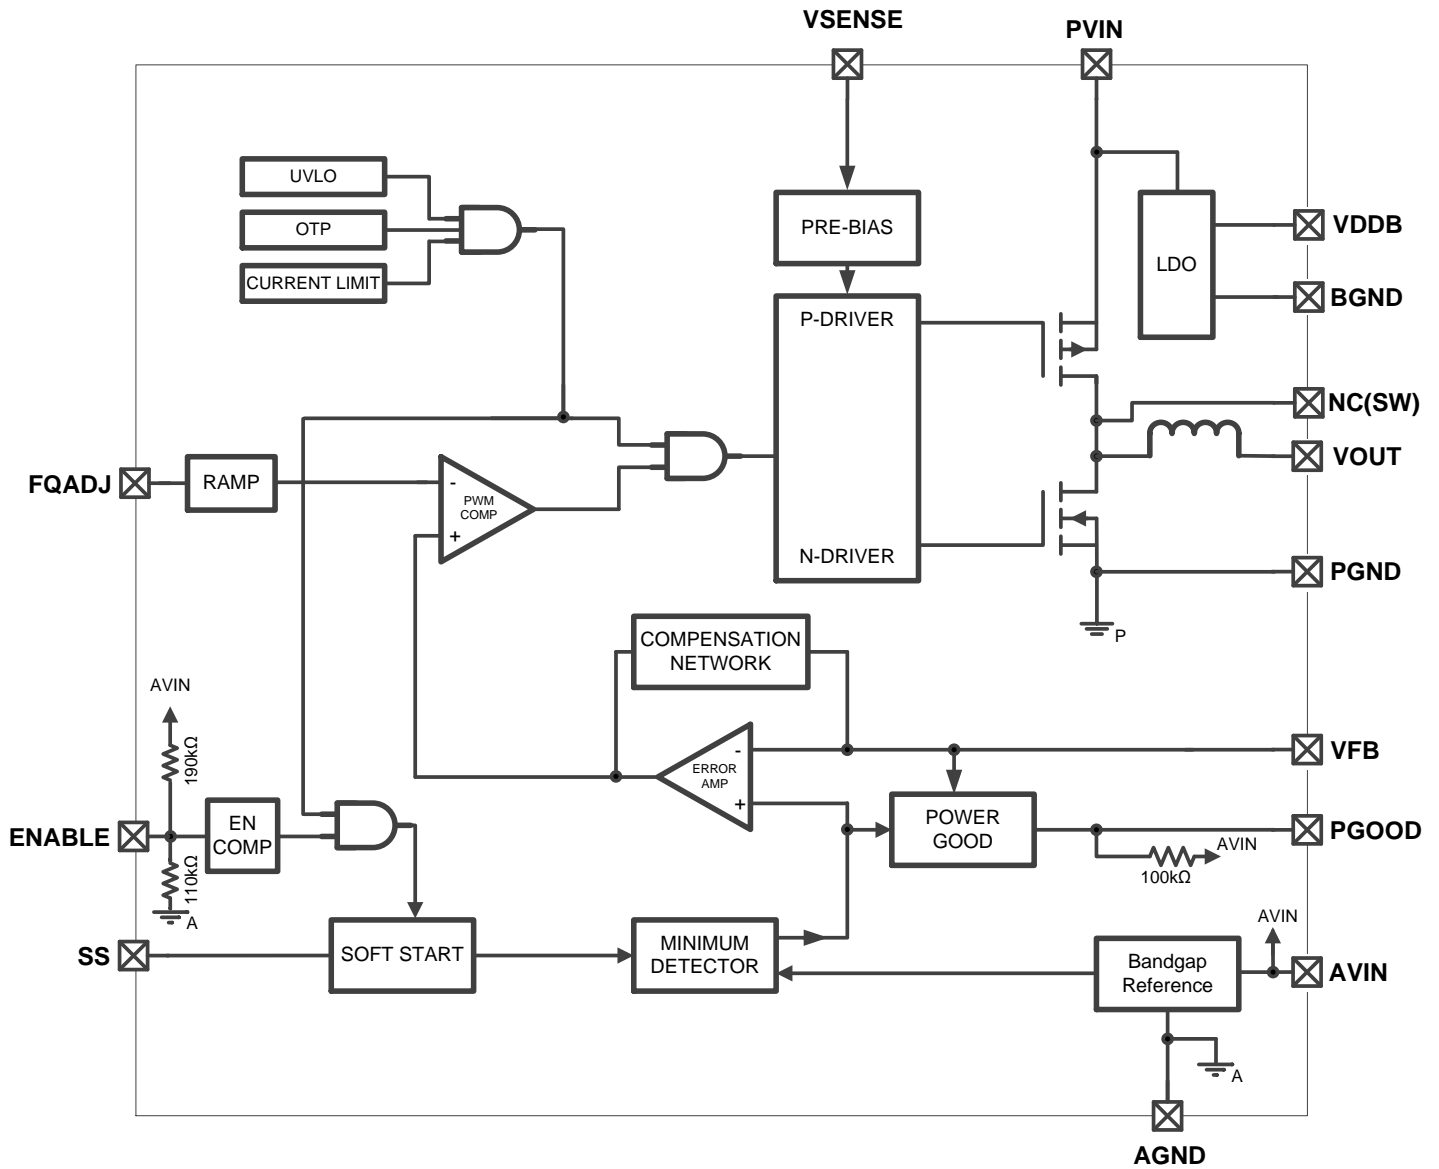 VSENSE
PVIN
UVLO
OTP
CURRENT LIMIT
PRE-BIAS
LDO
VDDB
BGND
P-DRIVER
N-DRIVER
NC(SW)
VOUT
FQADJ
RAMP
-
PWM
COMP
+
PGND
P
COMPENSATION
NETWORK
AVIN
190kΩ
-
ERROR
AMP
+
VFB
ENABLE
EN
COMP
110kΩ
A
POWER
GOOD
PGOOD
AVIN
100kΩ
SS
SOFT START
MINIMUM
DETECTOR
Bandgap
Reference
AVIN
AVIN
A
AGND